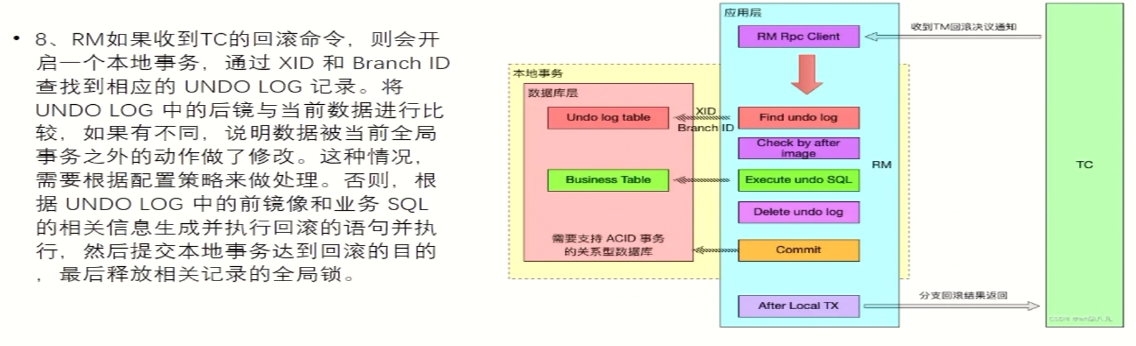 • 8、RM如果收到TC的回滚命令，则会开
启一个本地事务，通过 XID 和 Branch ID
查找到相应的 UNDO LOG 记录。将
UNDO LOG 中的后镜与当前数据进行比
较，如果有不同，说明数据被当前全局
事务之外的动作做了修改。这种情况，
需要根据配置策略来做处理。否则，根
据 UNDO LOG 中的前镜像和业务 SQL
的相关信息生成并执行回滚的语句并执
行，然后提交本地事务达到回滚的目的
，最后释放相关记录的全局锁。
应用层
RM Rpc Client
收到TM回滚决议通知
本地事务
数据库层
Undo log table
XID
Branch ID
Find undo log
Check by after
image
RM
TC
Business Table
Execute undo SQL
Delete undo log
需要支持 ACID 事务
的关系型数据库
Commit
After Local TX
分支回滚结果返回